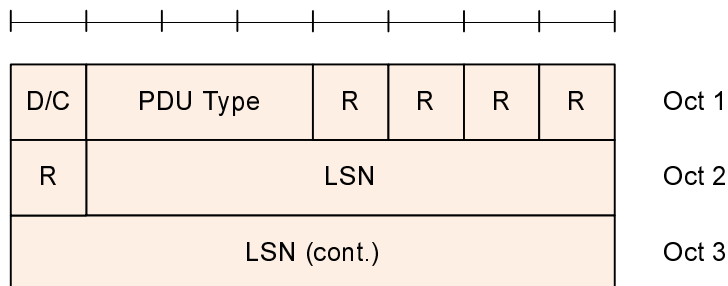 D/C PDU Type R R R R Oct 1
R LSN Oct 2
LSN (cont.) Oct 3